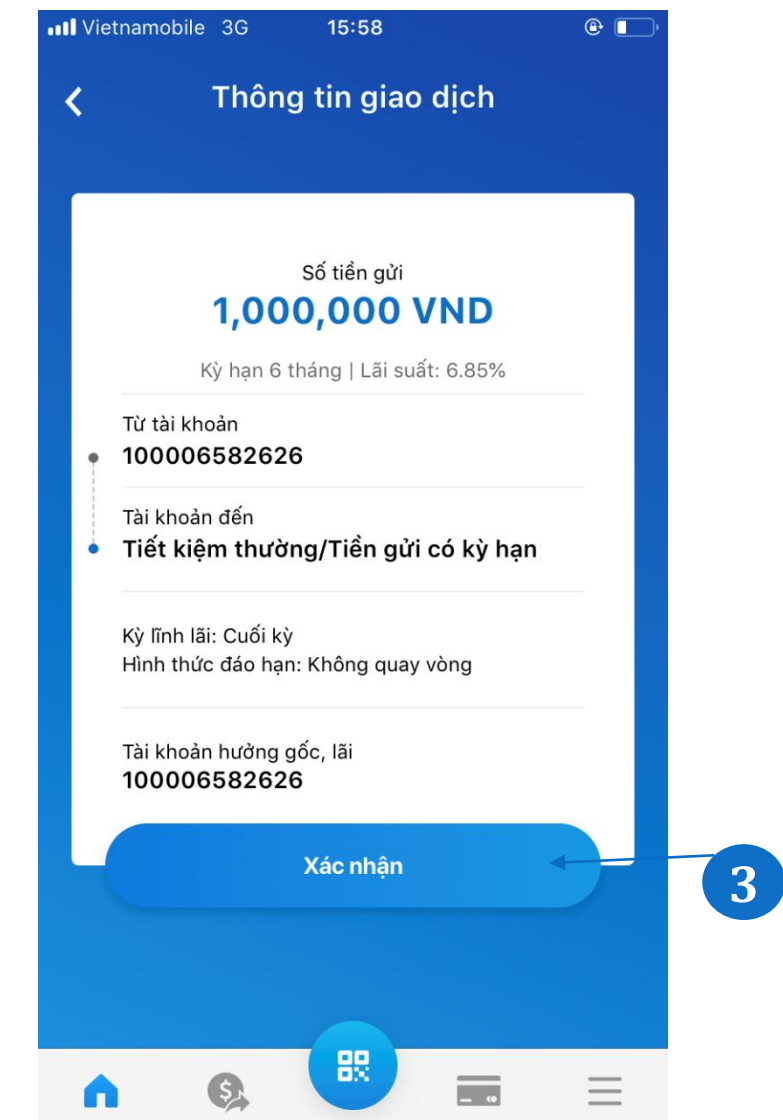 Vietnamobile 3G 15:58
Thông tin giao dịch
Số tiền gửi
1,000,000 VND
Kỳ hạn 6 tháng | Lãi suất: 6.85%
Từ tài khoản
100006582626
Tài khoản đến
Tiết kiệm thường/Tiền gửi có kỳ hạn
Kỳ lĩnh lãi: Cuối kỳ
Hình thức đáo hạn: Không quay vòng
Tài khoản hưởng gốc, lãi
100006582626
Xác nhận
3